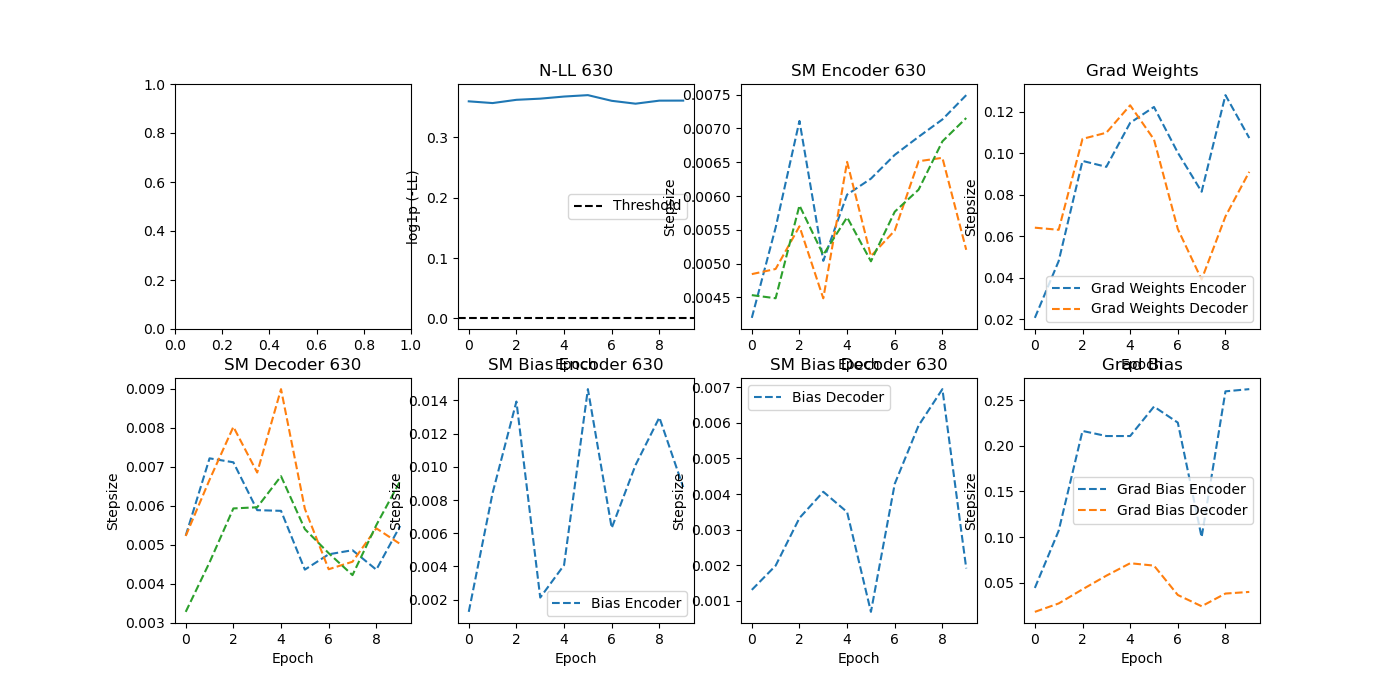 1.0
0.8
0.6
0.4
0.2
0.0
0.0 0.2 0.4 0.6 0.8 1.0
N-LL 630
log1p (-LL)
0.3
0.2
0.1
0.0
Threshold
0 2 4 6 8
Epoch
SM Encoder 630
Stepsize
0.0075
0.0070
0.0065
0.0060
0.0055
0.0050
0.0045
0 2 4 6 8
Epoch
Grad Weights
Stepsize
0.12
0.10
0.08
0.06
0.04
0.02
Grad Weights Encoder
Grad Weights Decoder
0 2 4 6 8
Epoch
SM Decoder 630
Stepsize
0.009
0.008
0.007
0.006
0.005
0.004
0.003
0 2 4 6 8
Epoch
SM Bias Encoder 630
Stepsize
0.014
0.012
0.010
0.008
0.006
0.004
0.002
Bias Encoder
0 2 4 6 8
Epoch
SM Bias Decoder 630
Stepsize
0.007
0.006
0.005
0.004
0.003
0.002
0.001
Bias Decoder
0 2 4 6 8
Epoch
Grad Bias
Stepsize
0.25
0.20
0.15
0.10
0.05
Grad Bias Encoder
Grad Bias Decoder
0 2 4 6 8
Epoch